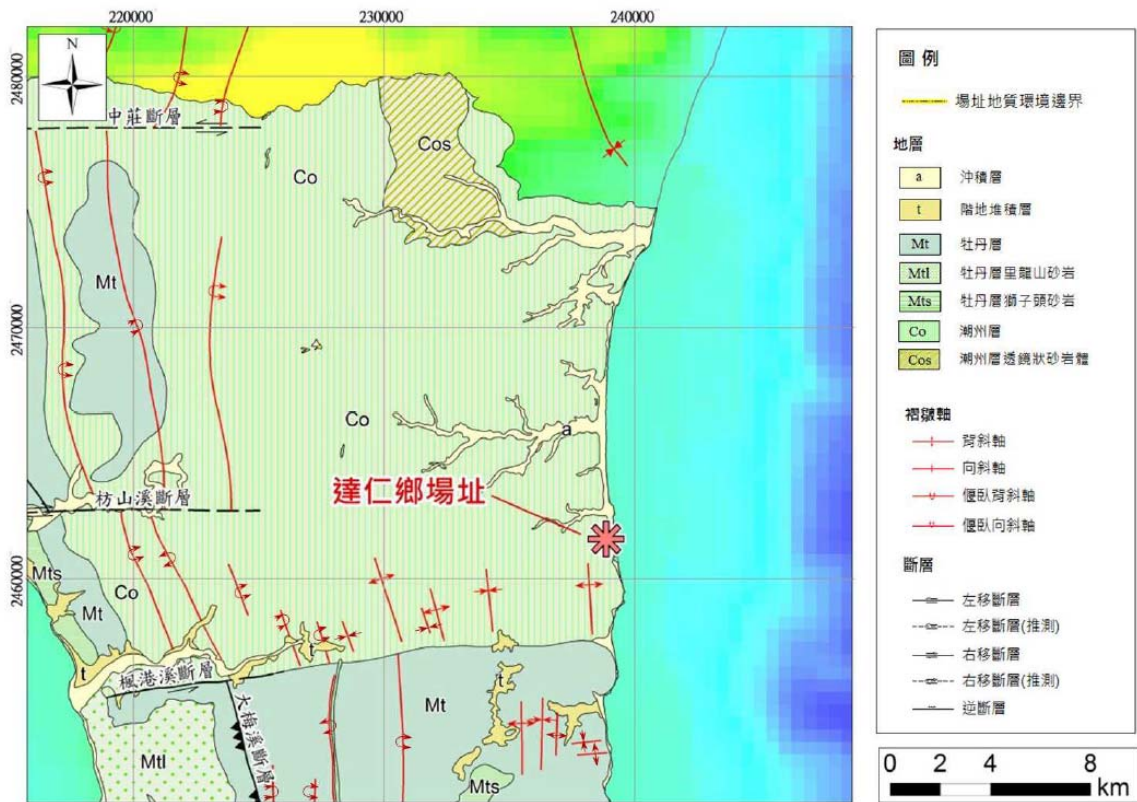 220000
230000
240000
2480000
2470000
2460000
N
中莊斷層
Cos
Co
Mt
Co
a
達仁鄉場址
枋山溪斷層
Mts
Co
Mt
t
t
楓港溪斷層
大梅溪斷層
Mt
t
Mtl
Mts
圖例
場址地質環境邊界
地層
a 沖積層
t 階地堆積層
Mt 牡丹層
Mtl 牡丹層里龍山砂岩
Mts 牡丹層獅子頭砂岩
Co 潮州層
Cos 潮州層透鏡狀砂岩體
褶皺軸
背斜軸
向斜軸
偃臥背斜軸
偃臥向斜軸
斷層
左移斷層
左移斷層(推測)
右移斷層
右移斷層(推測)
逆斷層
0 2 4 8
km